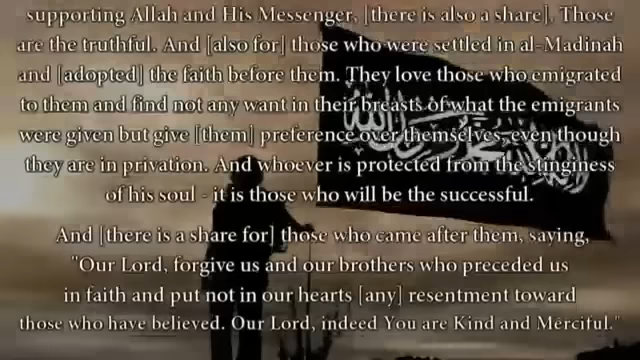 supporting Allah and His Messenger, [there is also a share]. Those
are the truthful. And [also for] those who were settled in al-Madinah
and [adopted] the faith before them. They love those who emigrated
to them and find not any want in their breasts of what the emigrants
were given but give [them] preference over themselves, even though
they are in privation. And whoever is protected from the stinginess
of his soul - it is those who will be the successful.
And [there is a share for] those who came after them, saying,
"Our Lord, forgive us and our brothers who preceded us
in faith and put not in our hearts [any] resentment toward
those who have believed. Our Lord, indeed You are Kind and Merciful."